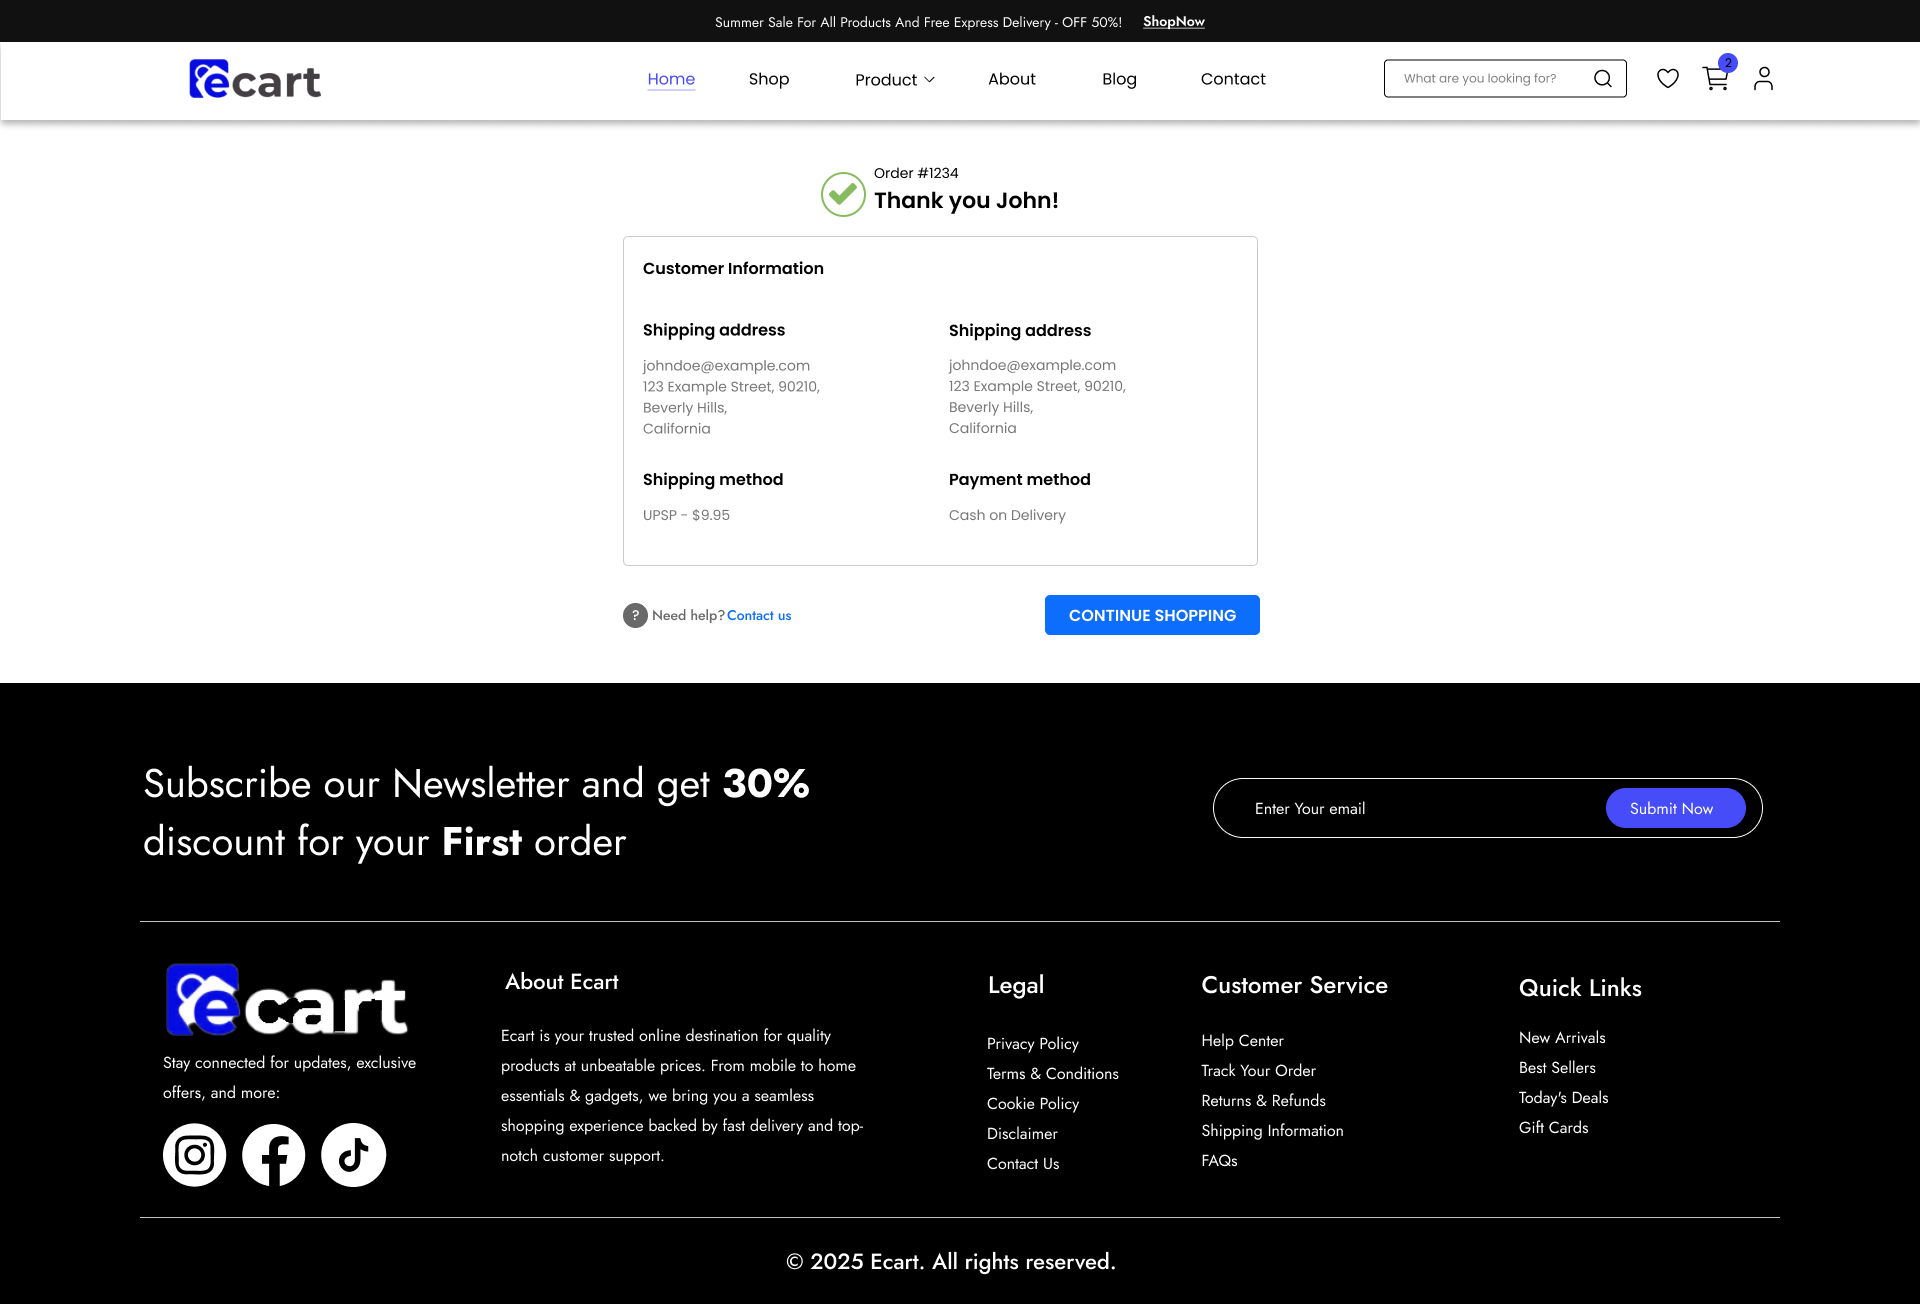 Summer Sale For All Products And Free Express Delivery - OFF 50%! ShopNow
ecart
Home Shop Product About Blog Contact
What are you looking for?
2
Order #1234
Thank you John!
Customer Information
Shipping address
johndoe@example.com
123 Example Street, 90210,
Beverly Hills,
California
Shipping address
johndoe@example.com
123 Example Street, 90210,
Beverly Hills,
California
Shipping method
UPSP - $9.95
Payment method
Cash on Delivery
? Need help? Contact us
CONTINUE SHOPPING
Subscribe our Newsletter and get 30%
discount for your First order
Enter Your email
Submit Now
ecart
Stay connected for updates, exclusive
offers, and more:
About Ecart
Ecart is your trusted online destination for quality
products at unbeatable prices. From mobile to home
essentials & gadgets, we bring you a seamless
shopping experience backed by fast delivery and top-
notch customer support.
Legal
Privacy Policy
Terms & Conditions
Cookie Policy
Disclaimer
Contact Us
Customer Service
Help Center
Track Your Order
Returns & Refunds
Shipping Information
FAQs
Quick Links
New Arrivals
Best Sellers
Today's Deals
Gift Cards
© 2025 Ecart. All rights reserved.